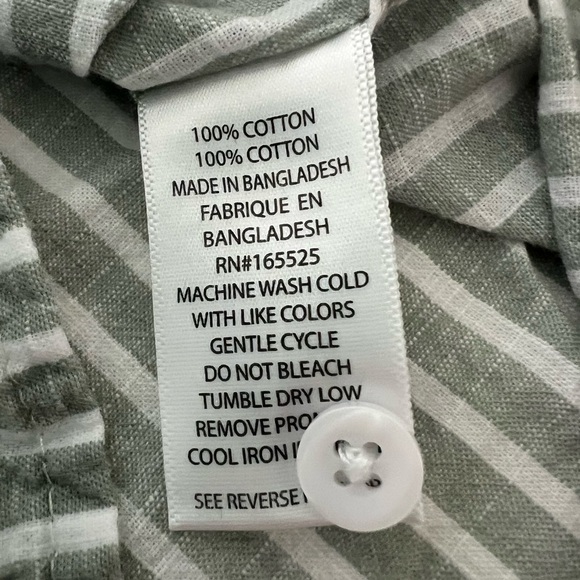 100% COTTON
100% COTTON
MADE IN BANGLADESH
FABRIQUE EN
BANGLADESH
RN#165525
MACHINE WASH COLD
WITH LIKE COLORS
GENTLE CYCLE
DO NOT BLEACH
TUMBLE DRY LOW
REMOVE
COOL IRON
SEE REVERSE